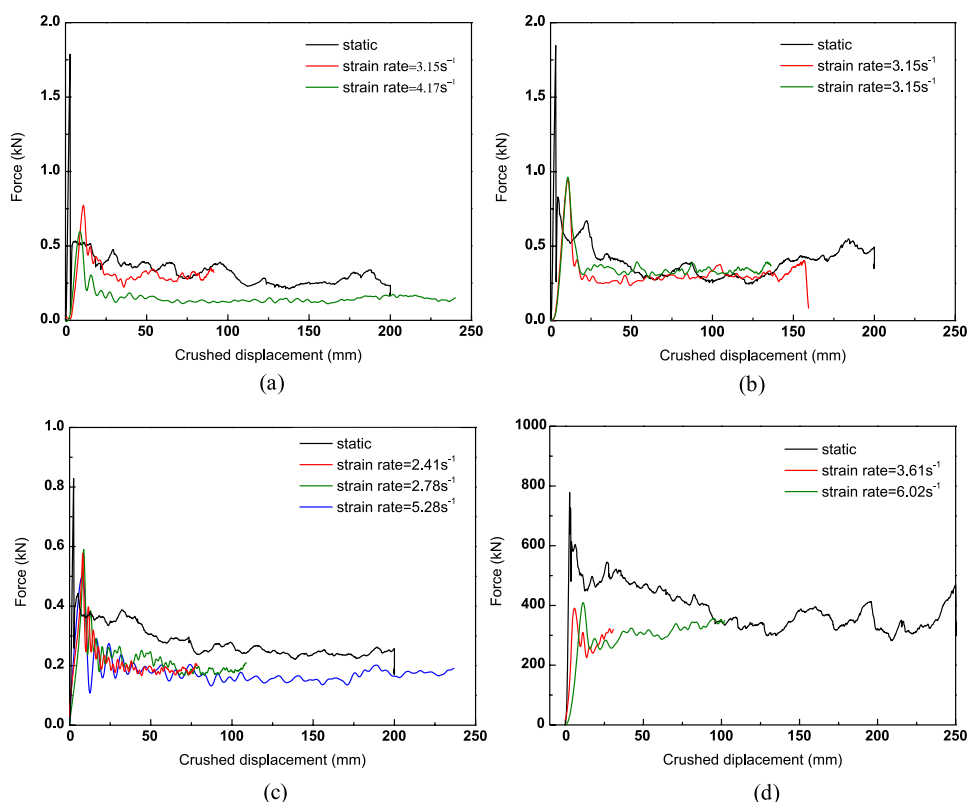 2.0
1.5
1.0
0.5
0.0
Force (kN)
static
strain rate=3.15s⁻¹
strain rate=4.17s⁻¹
0 50 100 150 200 250
Crushed displacement (mm)
(a)
2.0
1.5
1.0
0.5
0.0
Force (kN)
static
strain rate=3.15s⁻¹
strain rate=3.15s⁻¹
0 50 100 150 200 250
Crushed displacement (mm)
(b)
1.0
0.8
0.6
0.4
0.2
0.0
Force (kN)
static
strain rate=2.41s⁻¹
strain rate=2.78s⁻¹
strain rate=5.28s⁻¹
0 50 100 150 200 250
Crushed displacement (mm)
(c)
1000
800
600
400
200
0
Force (kN)
static
strain rate=3.61s⁻¹
strain rate=6.02s⁻¹
0 50 100 150 200 250
Crushed displacement (mm)
(d)